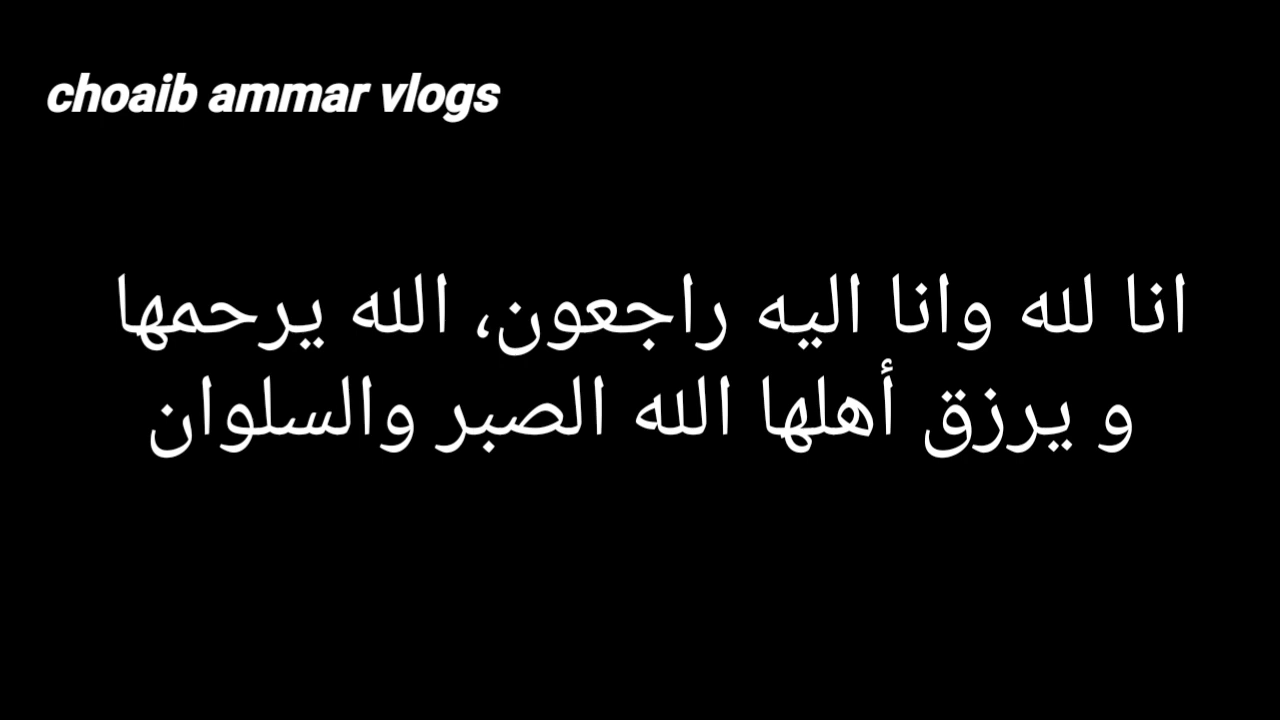 choaib ammar vlogs
انا لله وانا اليه راجعون، الله يرحمها
و يرزق أهلها الله الصبر والسلوان